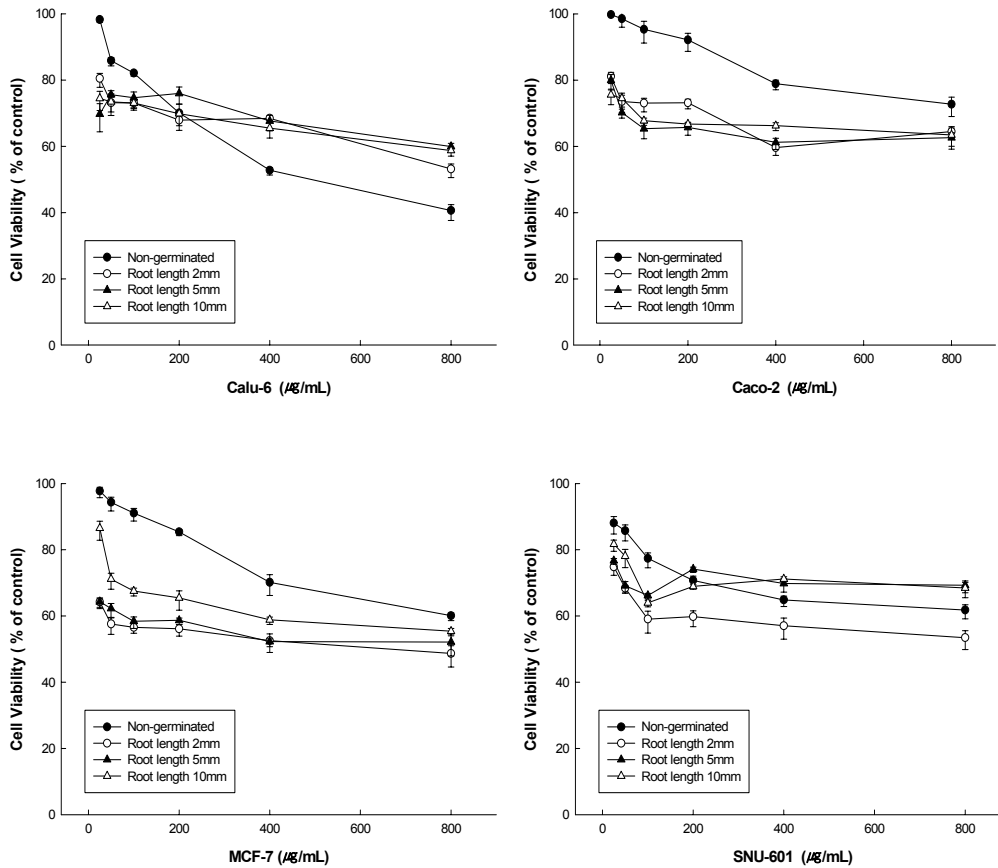 100
80
60
40
20
0
Cell Viability ( % of control)
Non-germinated
Root length 2mm
Root length 5mm
Root length 10mm
0 200 400 600 800
Calu-6 (㎍/mL)
100
80
60
40
20
0
Cell Viability ( % of control)
Non-germinated
Root length 2mm
Root length 5mm
Root length 10mm
0 200 400 600 800
Caco-2 (㎍/mL)
100
80
60
40
20
0
Cell Viability ( % of control)
Non-germinated
Root length 2mm
Root length 5mm
Root length 10mm
0 200 400 600 800
MCF-7 (㎍/mL)
100
80
60
40
20
0
Cell Viability ( % of control)
Non-germinated
Root length 2mm
Root length 5mm
Root length 10mm
0 200 400 600 800
SNU-601 (㎍/mL)